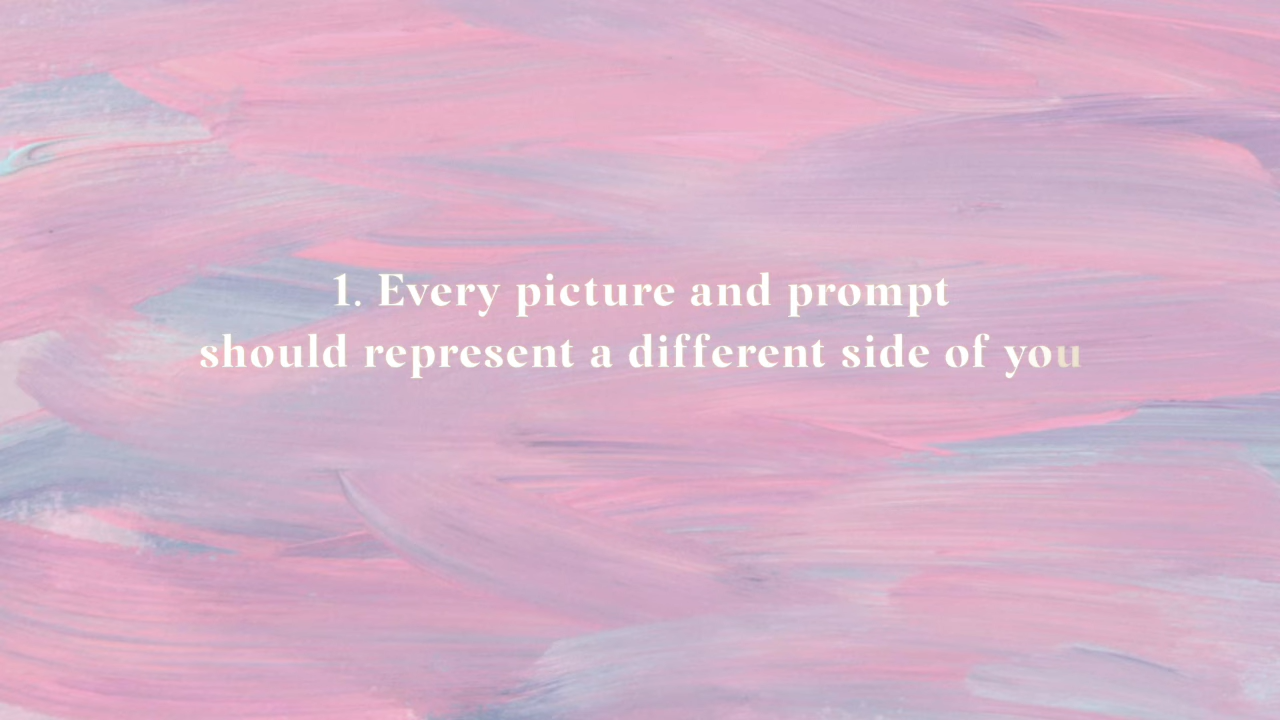 1. Every picture and prompt
should represent a different side of you